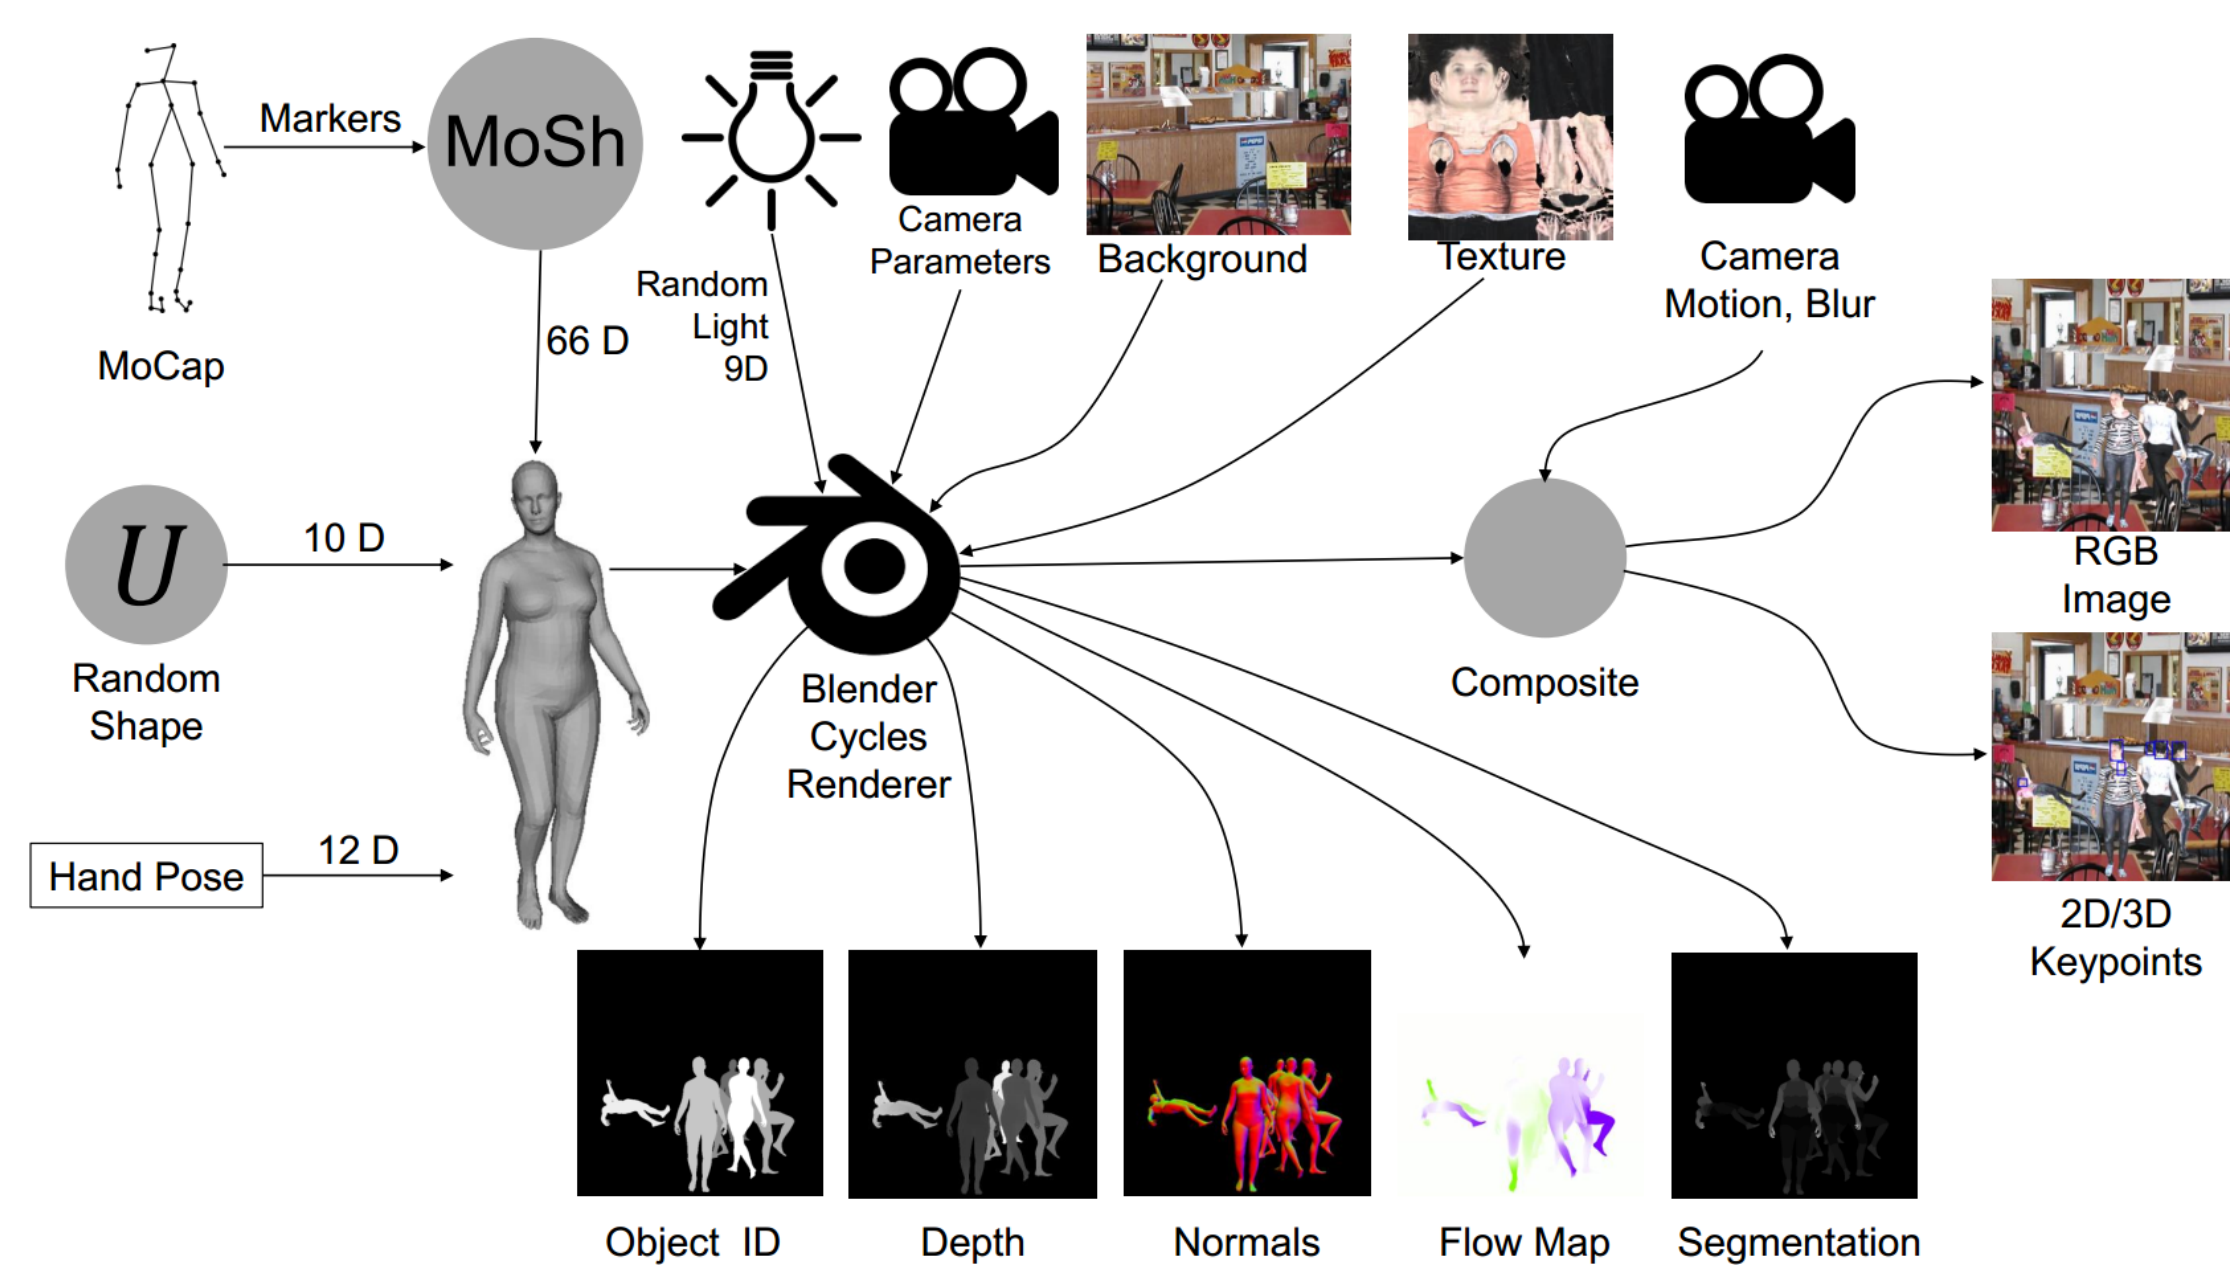 Markers
MoSh
MoCap
66 D
Random
Light
9D
Camera
Parameters
Background
Texture
Camera
Motion, Blur
U
10 D
Random
Shape
Hand Pose
12 D
Blender
Cycles
Renderer
Composite
RGB
Image
2D/3D
Keypoints
Object ID
Depth
Normals
Flow Map
Segmentation